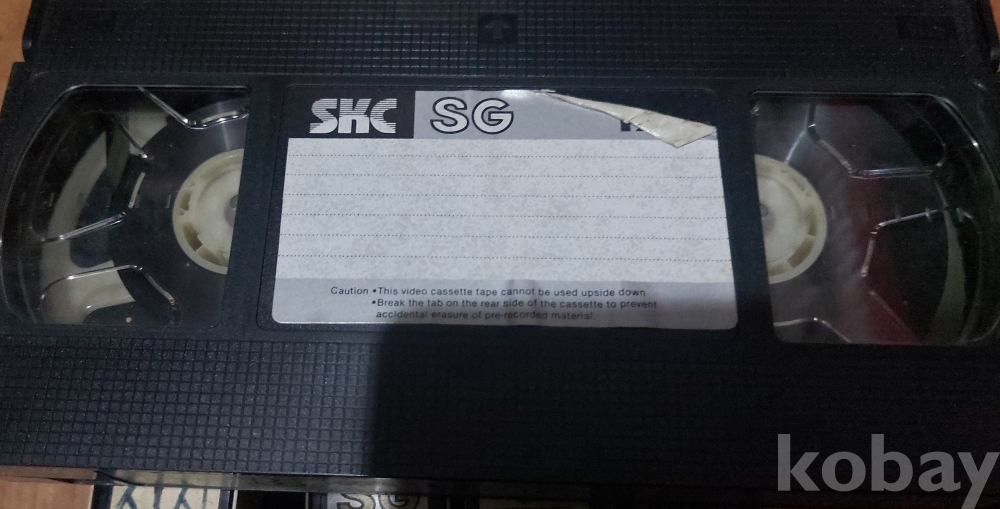 SKC SG
Caution •This video cassette tape cannot be used upside down
•Break the tab on the rear side of the cassette to prevent
accidental erasure of pre-recorded material.
kobay
SG